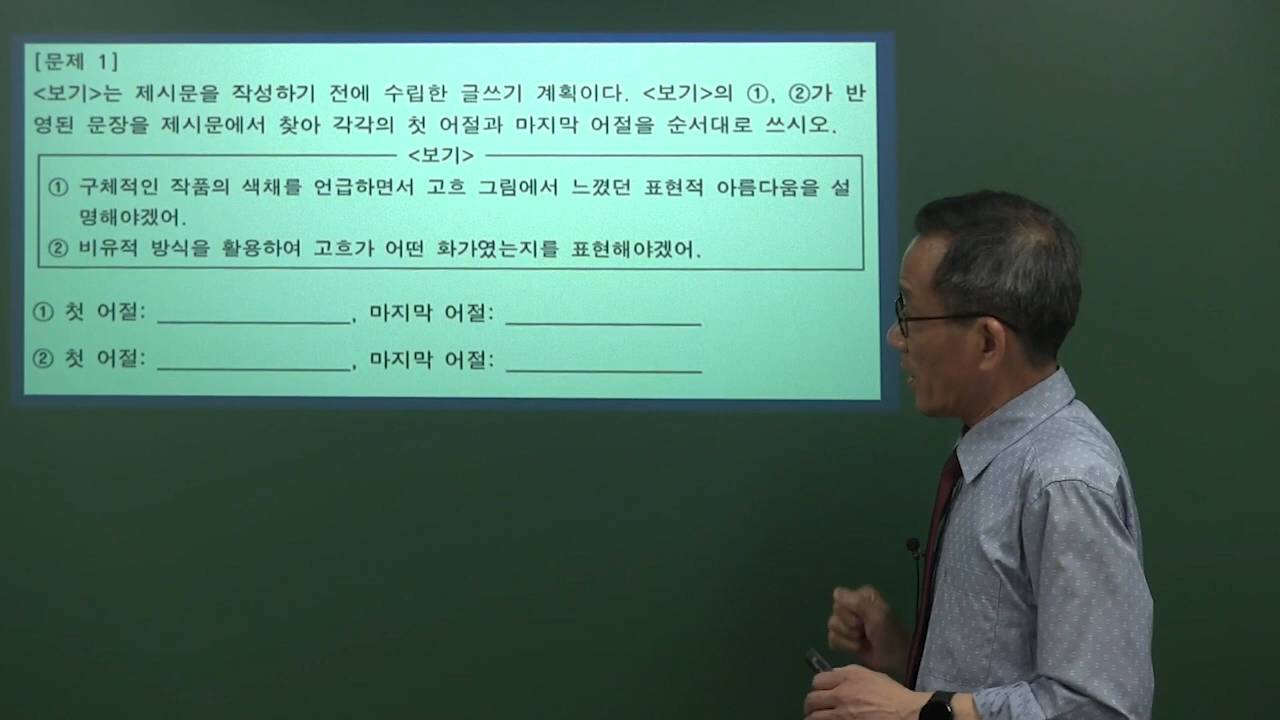 [문제 1]
<보기>는 제시문을 작성하기 전에 수립한 글쓰기 계획이다. <보기>의 ①, ②가 반
영된 문장을 제시문에서 찾아 각각의 첫 어절과 마지막 어절을 순서대로 쓰시오.
<보기>
① 구체적인 작품의 색채를 언급하면서 고흐 그림에서 느꼈던 표현적 아름다움을 설
명해야겠어.
② 비유적 방식을 활용하여 고흐가 어떤 화가였는지를 표현해야겠어.
① 첫 어절: ______________, 마지막 어절: ______________
② 첫 어절: ______________, 마지막 어절: ______________